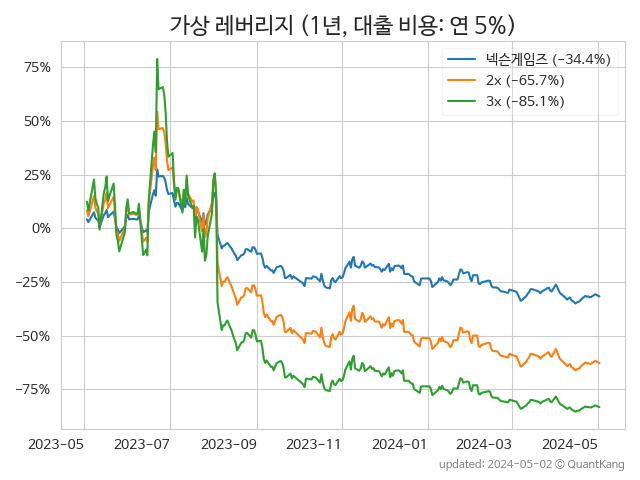 가상 레버리지 (1년, 대출 비용: 연 5%)
넥슨게임즈 (−34.4%)
2x (−65.7%)
3x (−85.1%)
75%
50%
25%
0%
−25%
−50%
−75%
2023-05 2023-07 2023-09 2023-11 2024-01 2024-03 2024-05
updated: 2024-05-02 © QuantKang